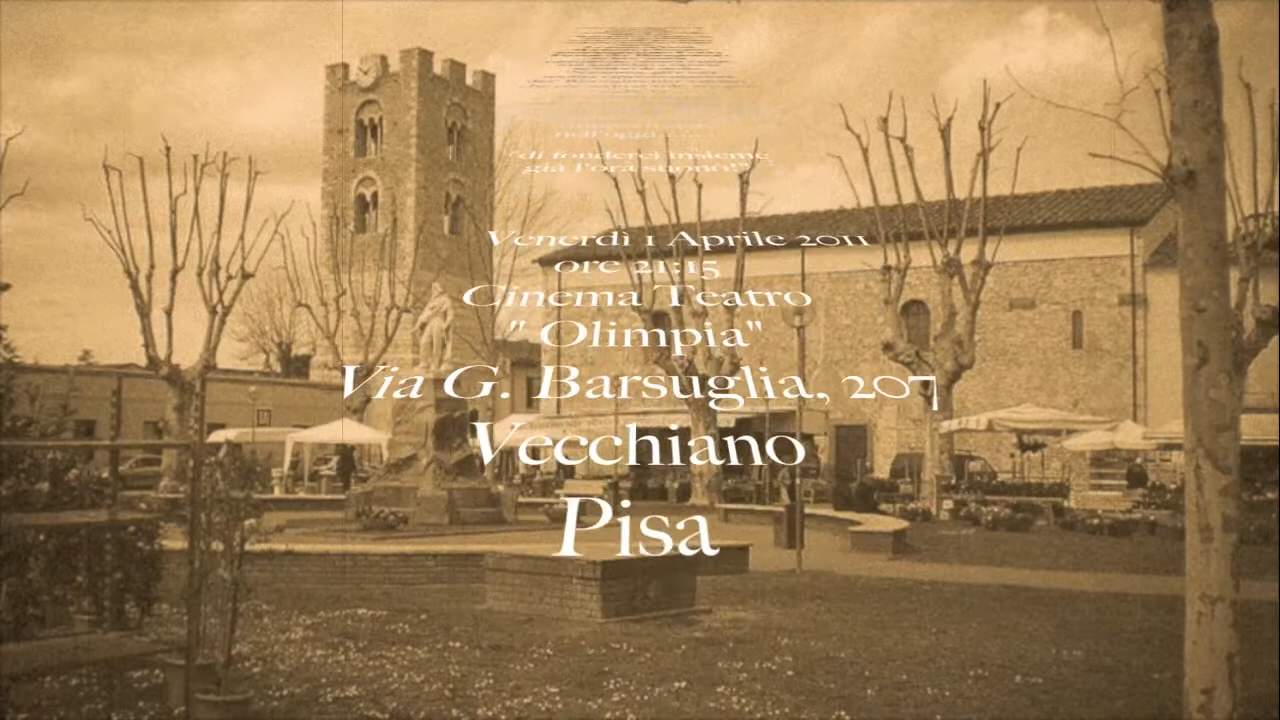 nell'oggi.......
"di fonderci insieme,
già l'ora suonò!"
Venerdì 1 Aprile 2011
ore 21:15
Cinema Teatro
" Olimpia"
Via G. Barsuglia, 207
Vecchiano
Pisa